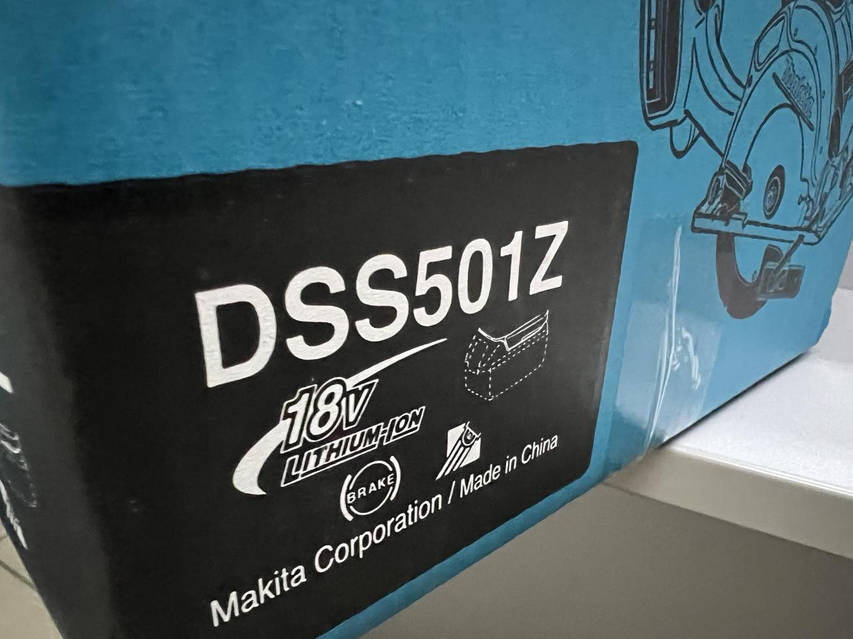 DSS501Z
18V
LITHIUM-ION
BRAKE
Makita Corporation / Made in China